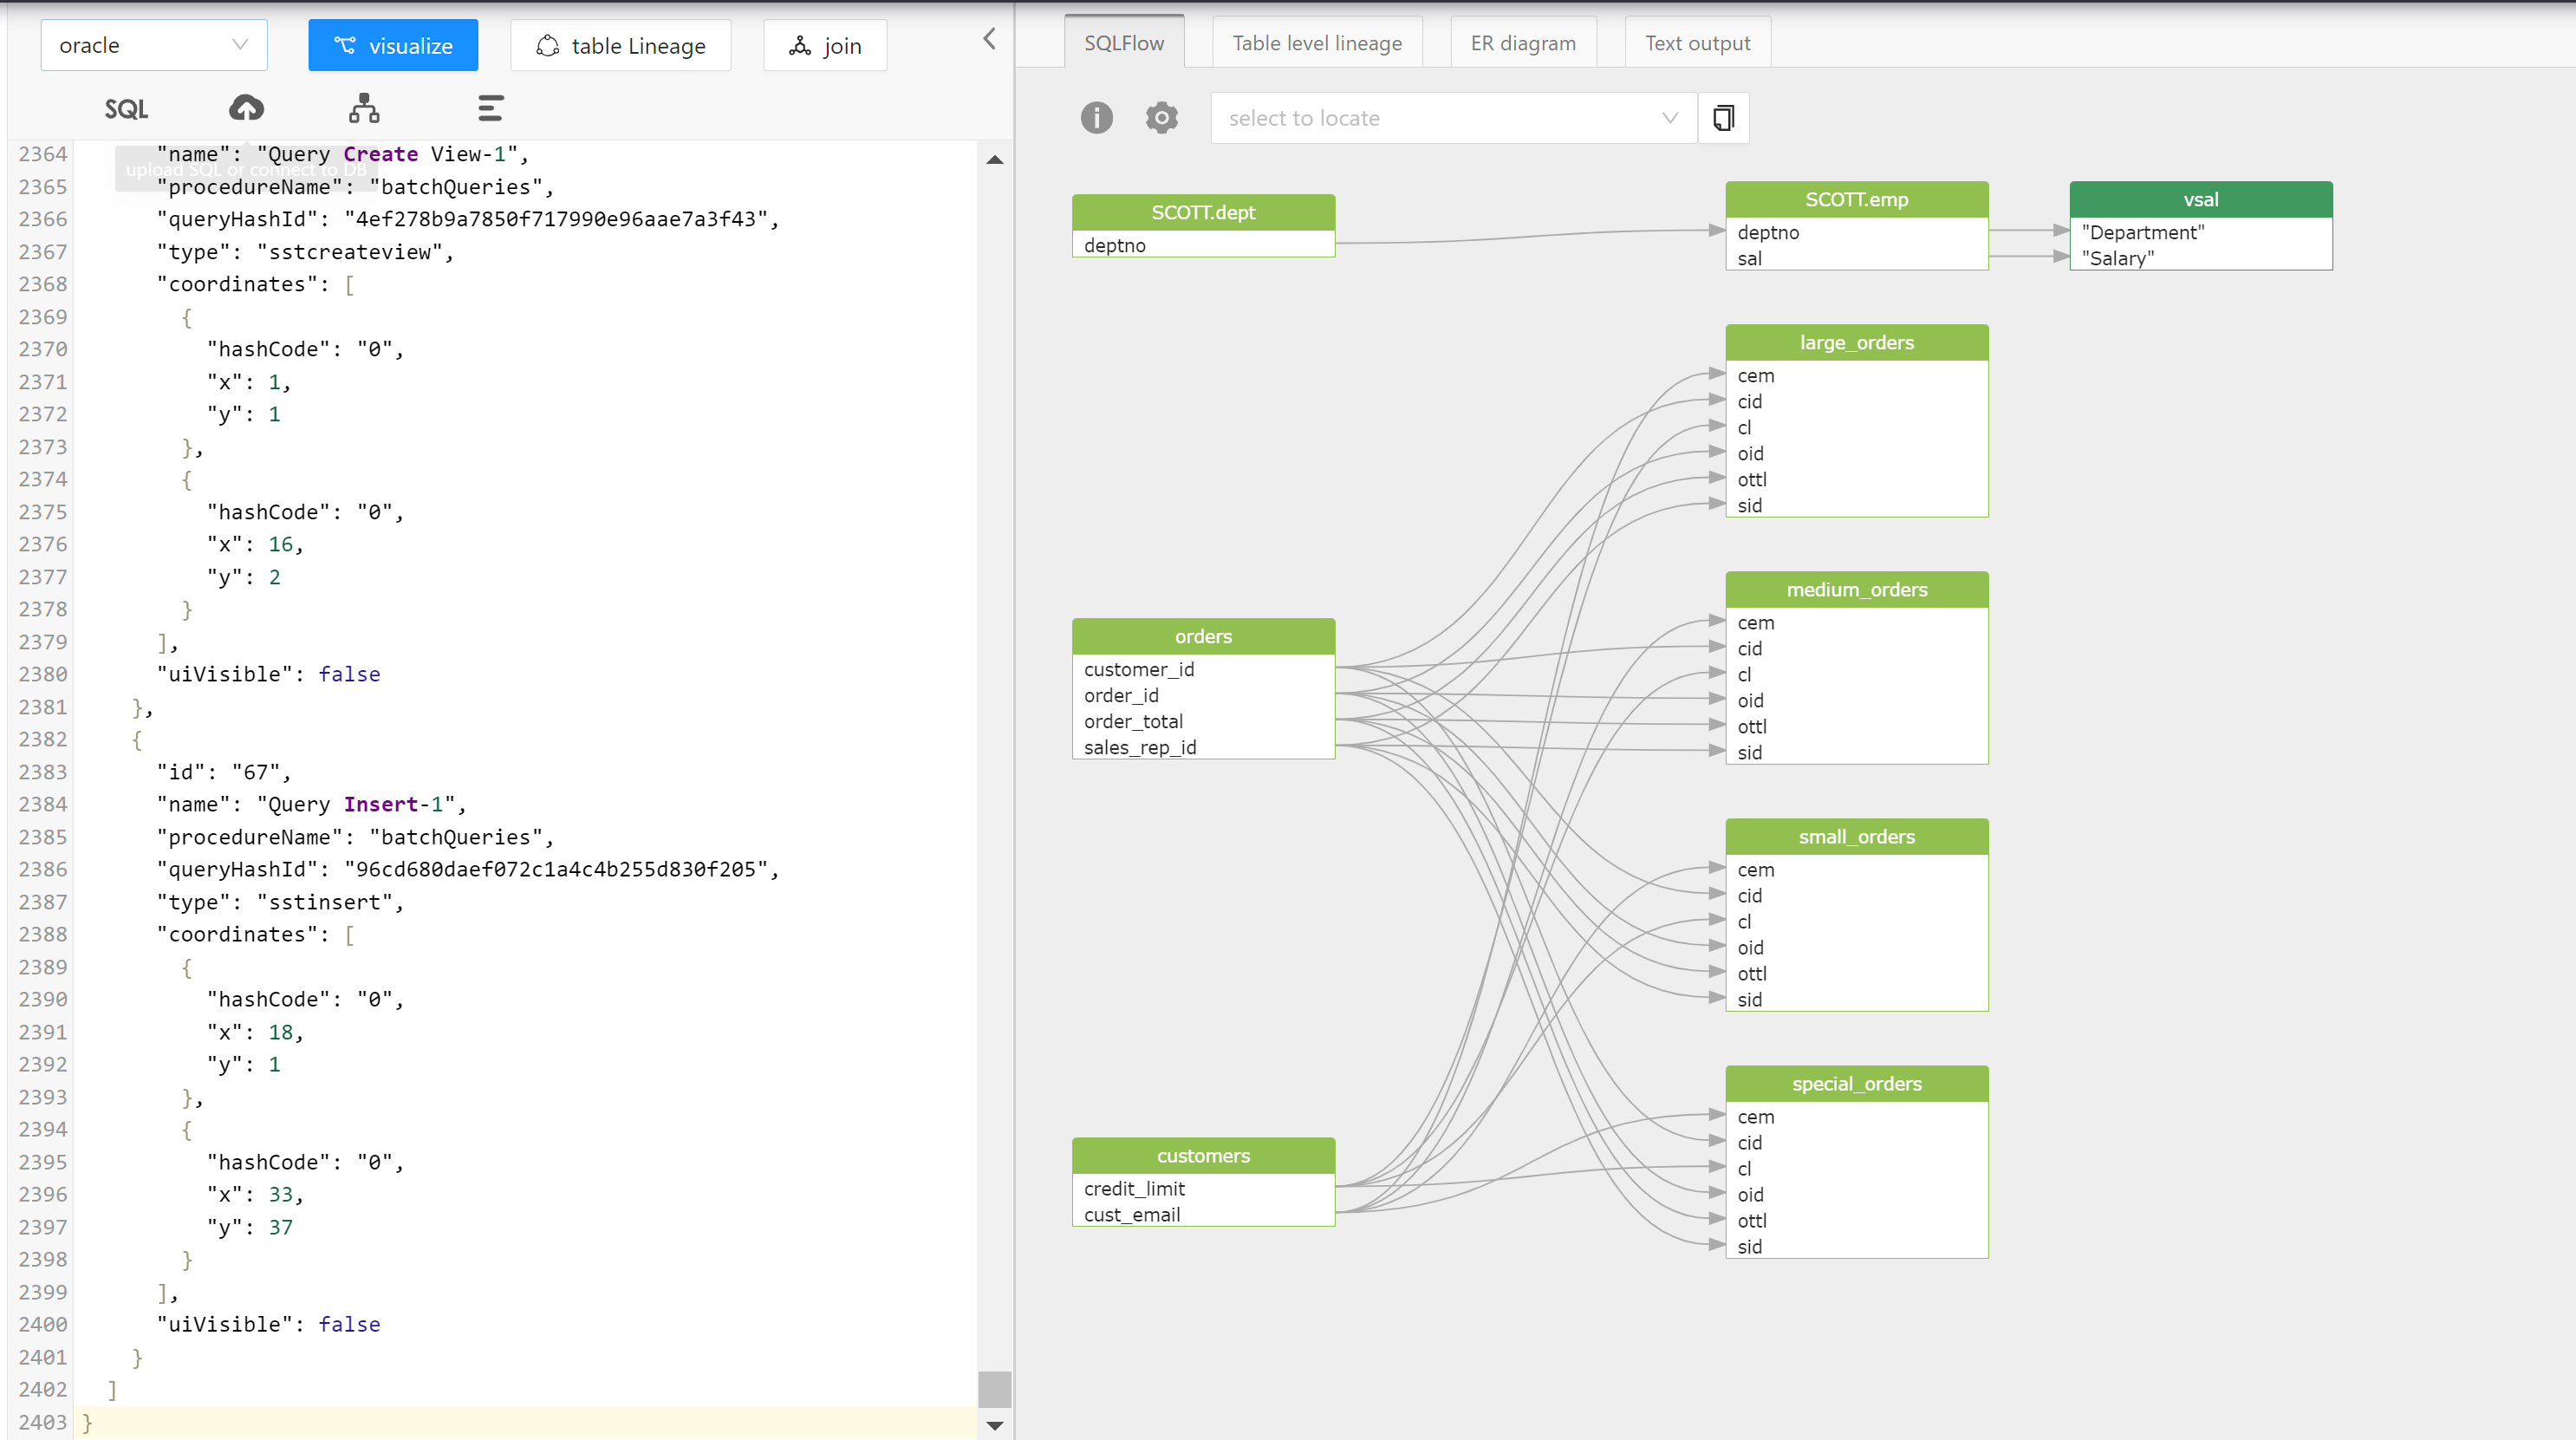 oracle
visualize
table Lineage
join
SQL
upload SQL or connect to DB
2364 "name": "Query Create View-1",
2365 "procedureName": "batchQueries",
2366 "queryHashId": "4ef278b9a7850f717990e96aae7a3f43",
2367 "type": "sstcreateview",
2368 "coordinates": [
2369 {
2370 "hashCode": "0",
2371 "x": 1,
2372 "y": 1
2373 },
2374 {
2375 "hashCode": "0",
2376 "x": 16,
2377 "y": 2
2378 }
2379 ],
2380 "uiVisible": false
2381 },
2382 {
2383 "id": "67",
2384 "name": "Query Insert-1",
2385 "procedureName": "batchQueries",
2386 "queryHashId": "96cd680daef072c1a4c4b255d830f205",
2387 "type": "sstinsert",
2388 "coordinates": [
2389 {
2390 "hashCode": "0",
2391 "x": 18,
2392 "y": 1
2393 },
2394 {
2395 "hashCode": "0",
2396 "x": 33,
2397 "y": 37
2398 }
2399 ],
2400 "uiVisible": false
2401 }
2402 ]
2403 }
SQLFlow
Table level lineage
ER diagram
Text output
select to locate
SCOTT.dept
deptno
SCOTT.emp
deptno
sal
vsal
"Department"
"Salary"
large_orders
cem
cid
cl
oid
ottl
sid
orders
customer_id
order_id
order_total
sales_rep_id
medium_orders
cem
cid
cl
oid
ottl
sid
small_orders
cem
cid
cl
oid
ottl
sid
customers
credit_limit
cust_email
special_orders
cem
cid
cl
oid
ottl
sid